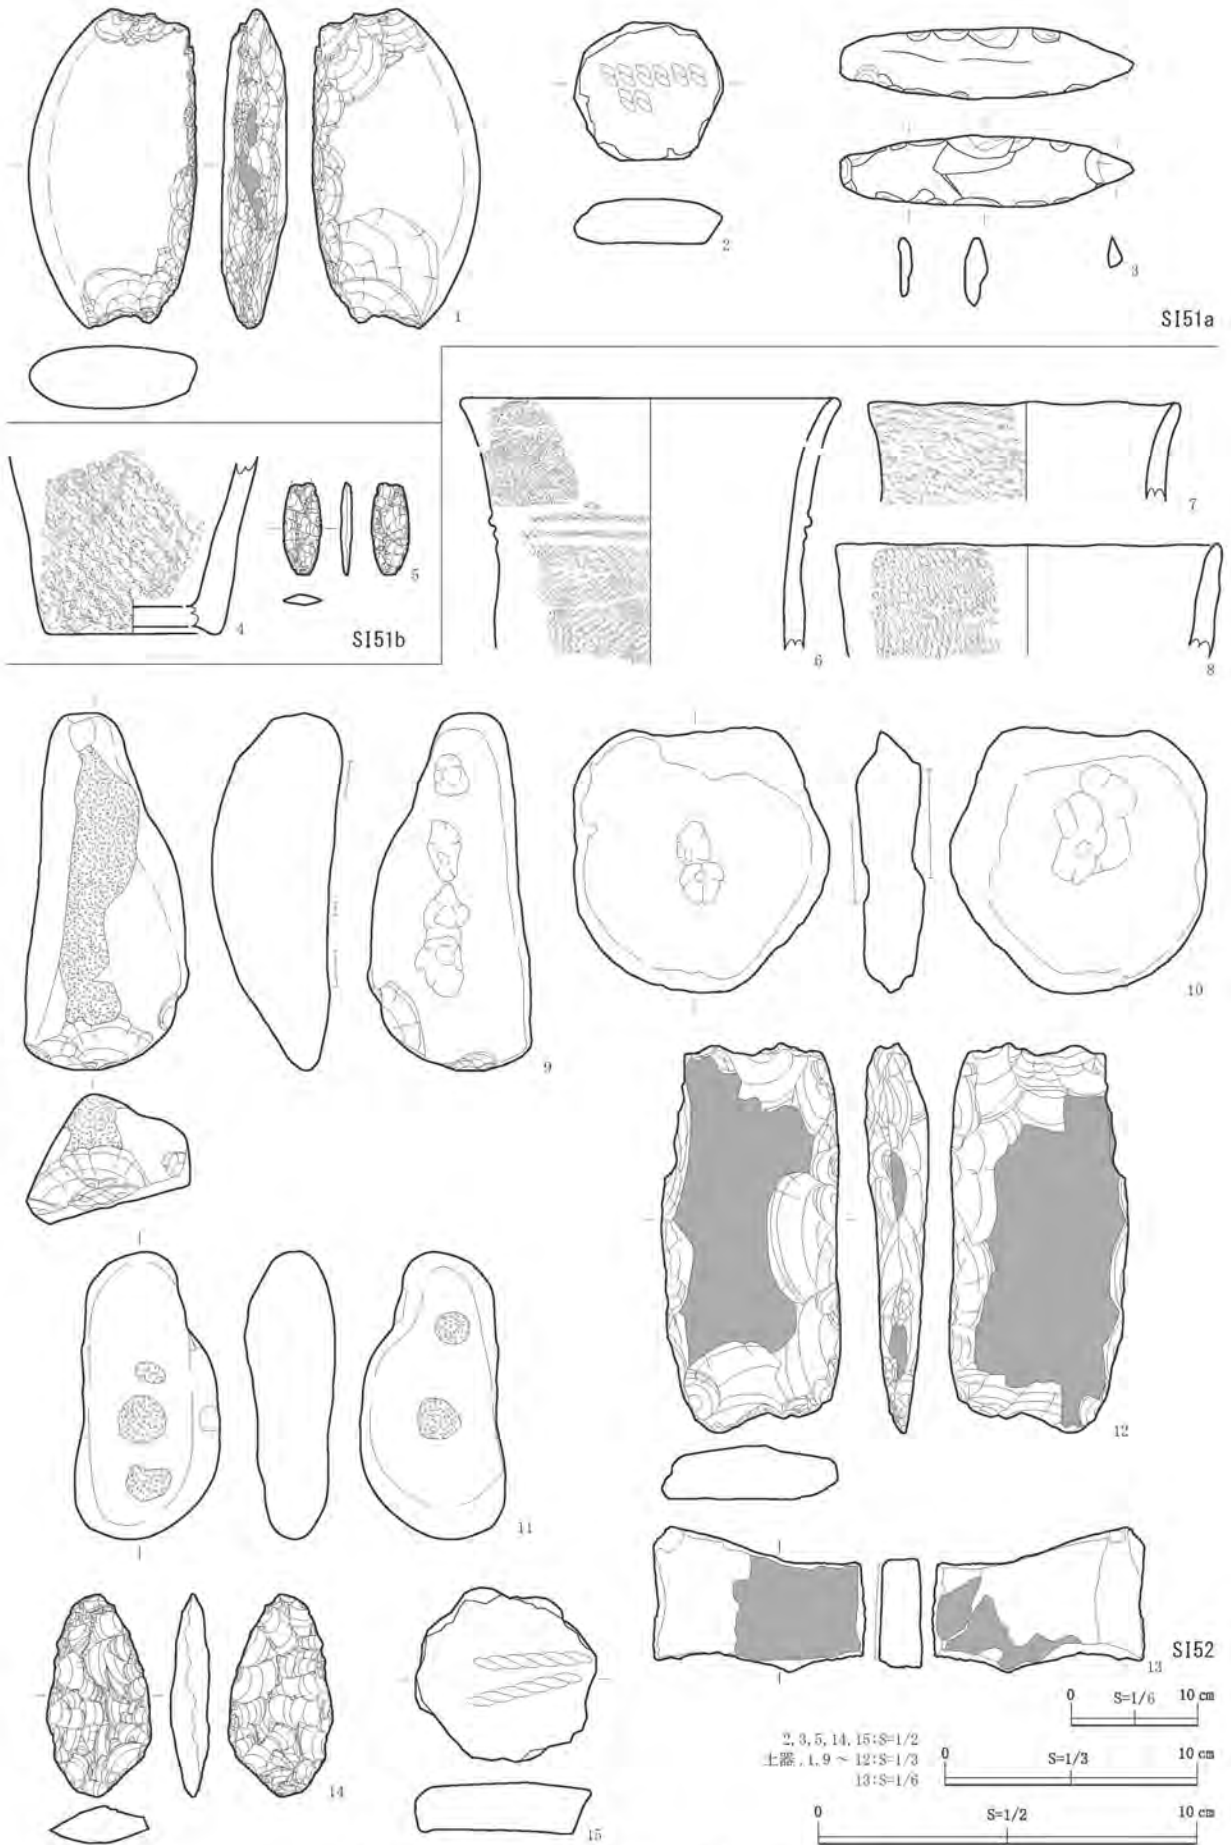 1
2
3
SI51a
4
5
SI51b
6
7
8
9
10
11
12
13
SI52
14
15
0 S=1/6 10 cm
2,3,5,14,15:S=1/2
土器,1,9～12:S=1/3
13:S=1/6
0 S=1/3 10 cm
0 S=1/2 10 cm